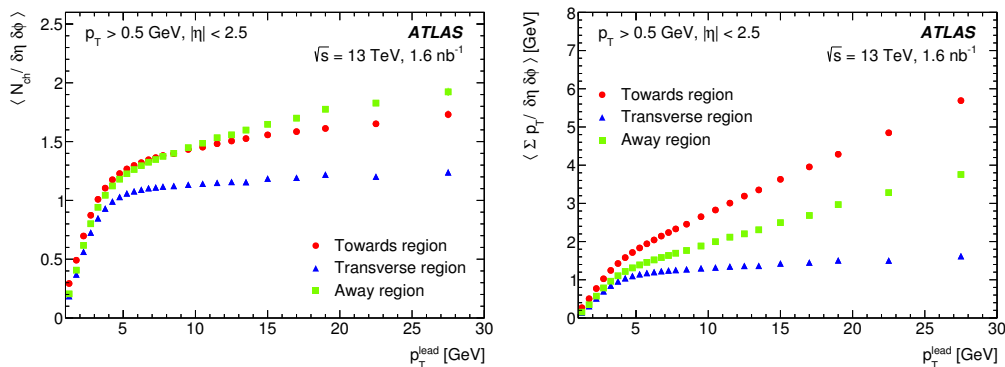 ⟨ N_ch / δη δϕ ⟩
2.5
2
1.5
1
0.5
0
p_T > 0.5 GeV, |η| < 2.5
ATLAS
√s = 13 TeV, 1.6 nb⁻¹
Towards region
Transverse region
Away region
5 10 15 20 25 30
p_T^lead [GeV]
⟨ Σ p_T / δη δϕ ⟩ [GeV]
8
7
6
5
4
3
2
1
0
p_T > 0.5 GeV, |η| < 2.5
ATLAS
√s = 13 TeV, 1.6 nb⁻¹
Towards region
Transverse region
Away region
5 10 15 20 25 30
p_T^lead [GeV]